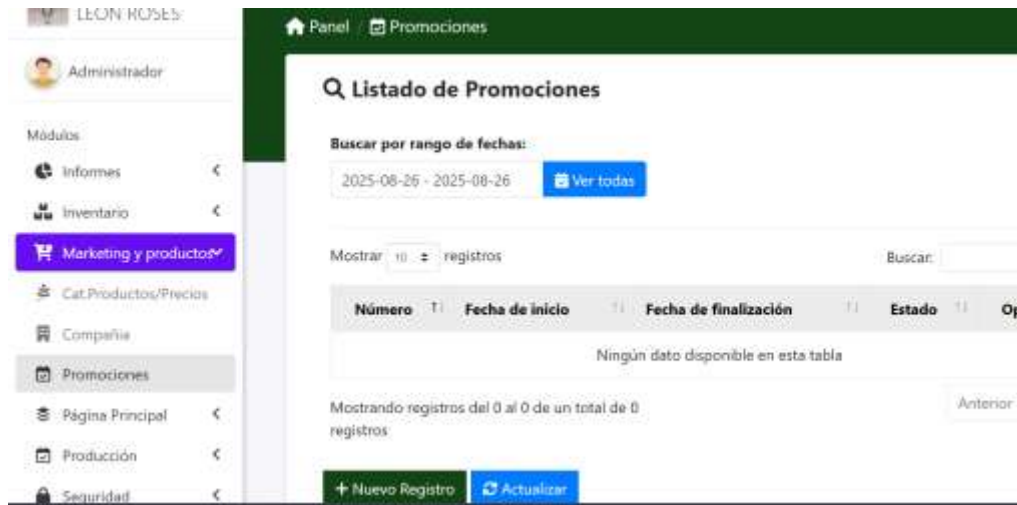 LEON ROSES
Administrador
Módulos
Informes
Inventario
Marketing y productos
Cat.Productos/Precios
Compañia
Promociones
Página Principal
Producción
Seguridad
Panel / Promociones
Listado de Promociones
Buscar por rango de fechas:
2025-08-26 - 2025-08-26 Ver todas
Mostrar 10 registros Buscar:
Número Fecha de inicio Fecha de finalización Estado Op
Ningún dato disponible en esta tabla
Mostrando registros del 0 al 0 de un total de 0
registros
Anterior
+ Nuevo Registro Actualizar